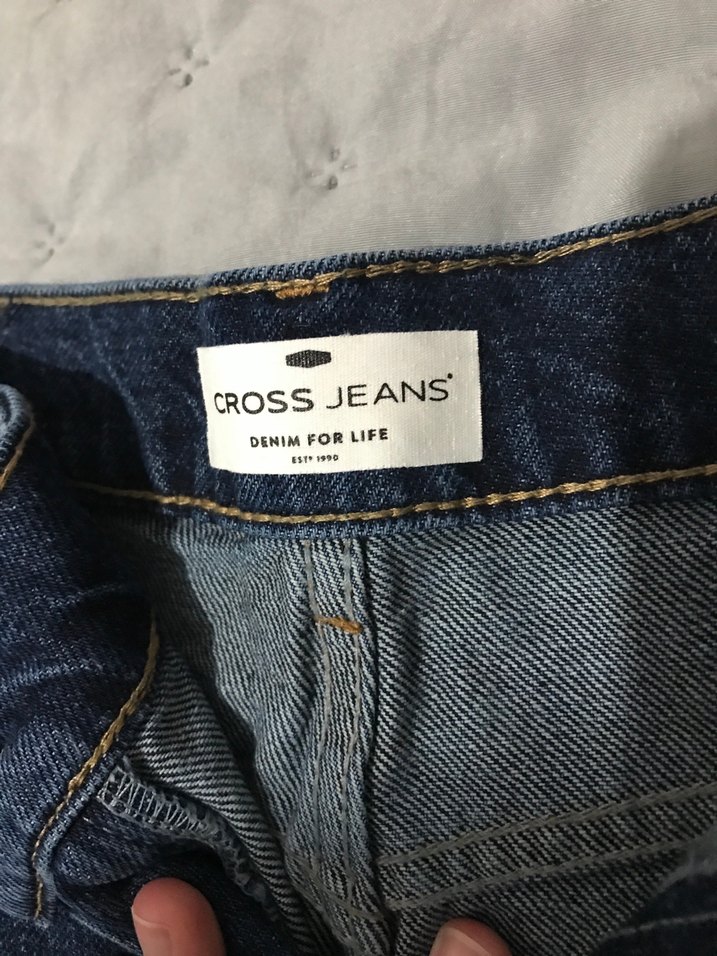 CROSS JEANS®
DENIM FOR LIFE
ESTD 1990